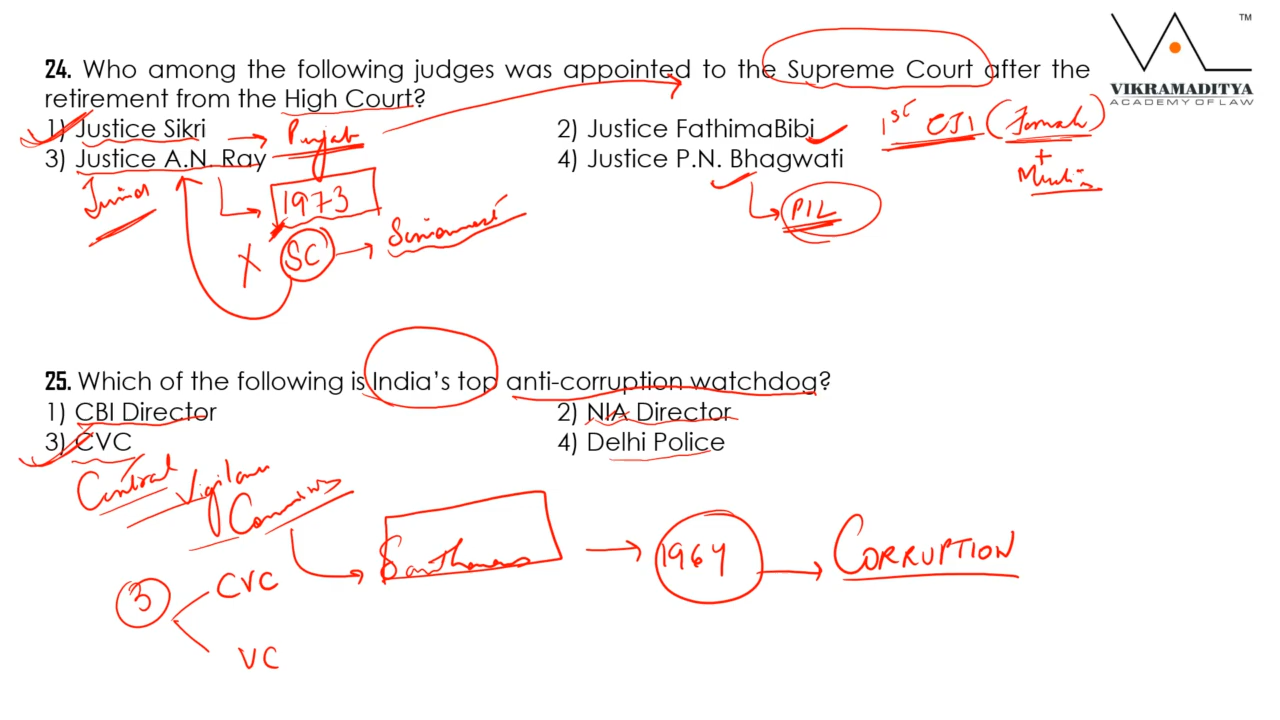 TM
VIKRAMADITYA
ACADEMY OF LAW
24. Who among the following judges was appointed to the Supreme Court after the
retirement from the High Court?
1) Justice Sikri
Punjab
2) Justice FathimaBibi
1st CJI (Female)
+
Muslim
3) Justice A.N. Ray
4) Justice P.N. Bhagwati
Junior
1973
PIL
X SC
25. Which of the following is India's top anti-corruption watchdog?
1) CBI Director
2) NIA Director
3) CVC
4) Delhi Police
Central Vigilance
Commission
Santhanam
1964
CORRUPTION
3
CVC
VC